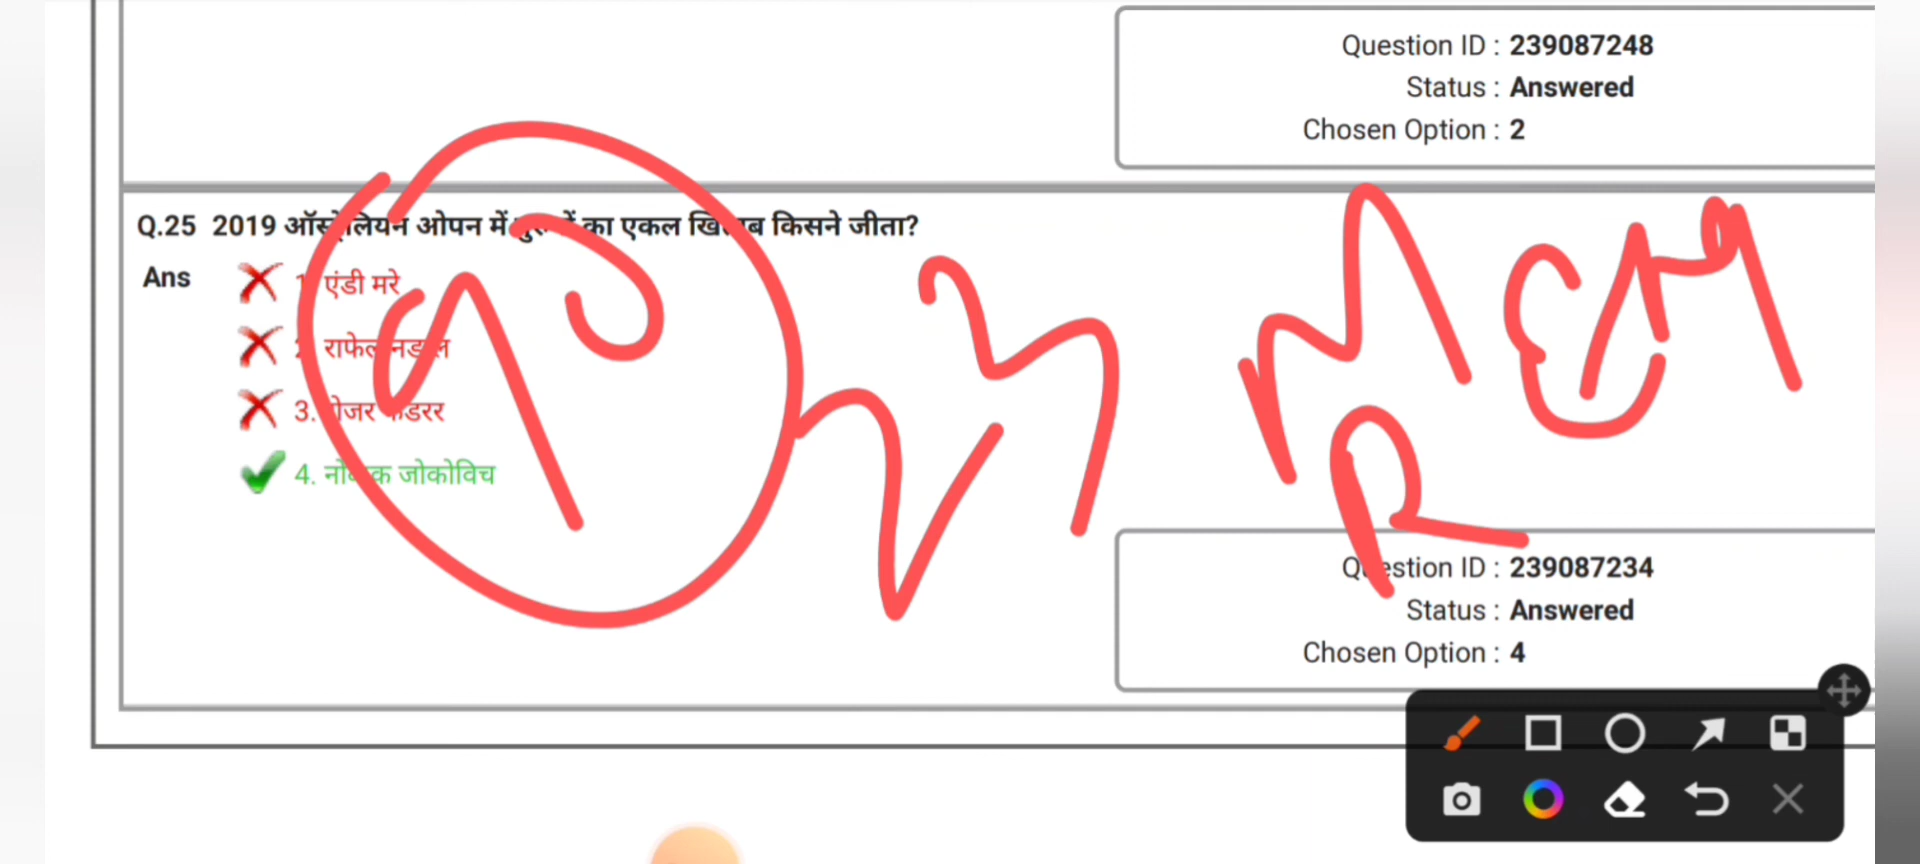 Question ID : 239087248
Status : Answered
Chosen Option : 2
Q.25 2019 ऑस्ट्रेलियन ओपन में का एकल खिताब किसने जीता?
Ans
1. एंडी मरे
2. राफेल नडाल
3. रोजर फेडरर
4. नोवाक जोकोविच
Question ID : 239087234
Status : Answered
Chosen Option : 4